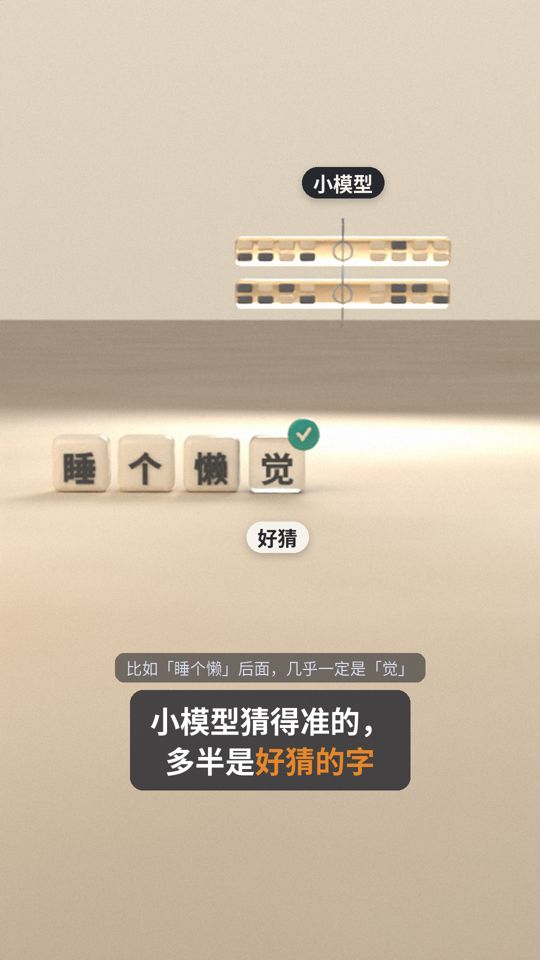 小模型
睡个懒觉
好猜
比如「睡个懒」后面，几乎一定是「觉」
小模型猜得准的，
多半是好猜的字